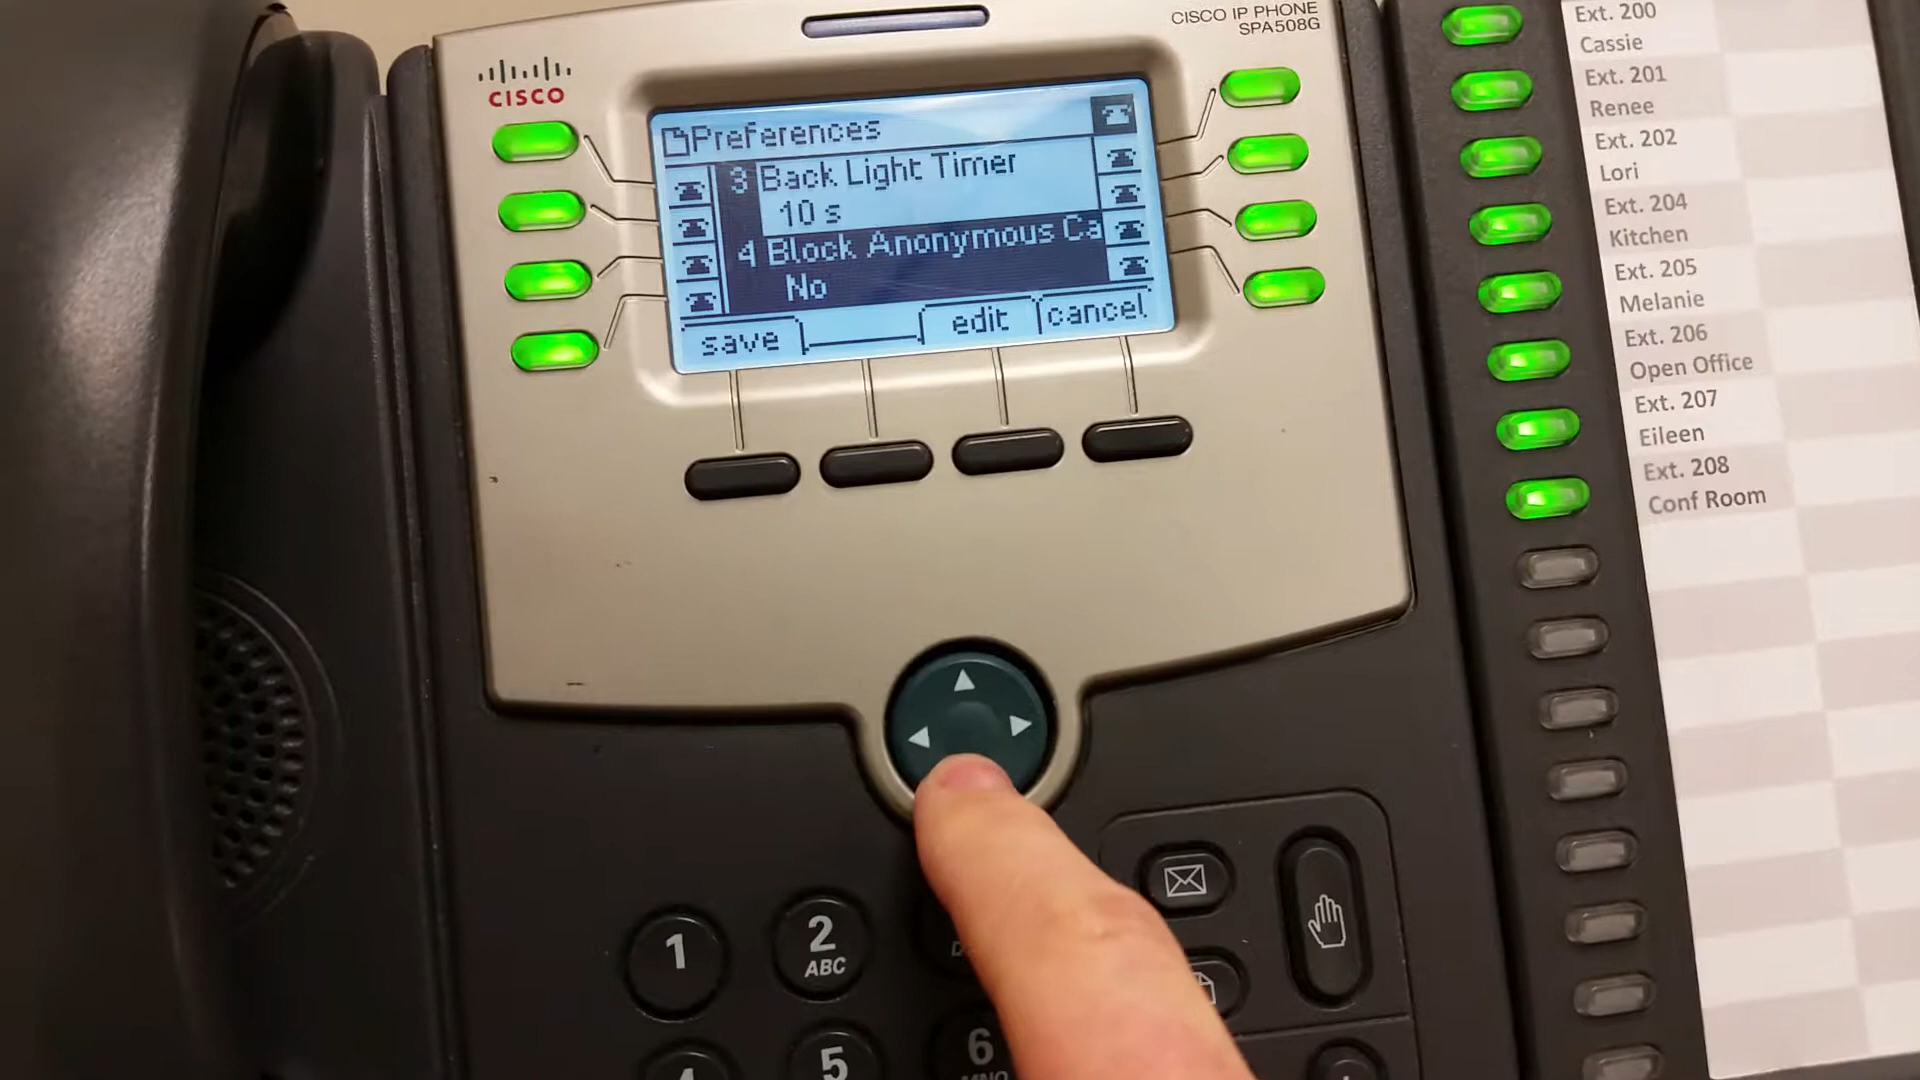 CISCO IP PHONE
SPA508G
CISCO
Preferences
3 Back Light Timer
10 s
4 Block Anonymous Ca
No
save
edit
cancel
Ext. 200
Cassie
Ext. 201
Renee
Ext. 202
Lori
Ext. 204
Kitchen
Ext. 205
Melanie
Ext. 206
Open Office
Ext. 207
Eileen
Ext. 208
Conf Room
1
2
ABC
5
6